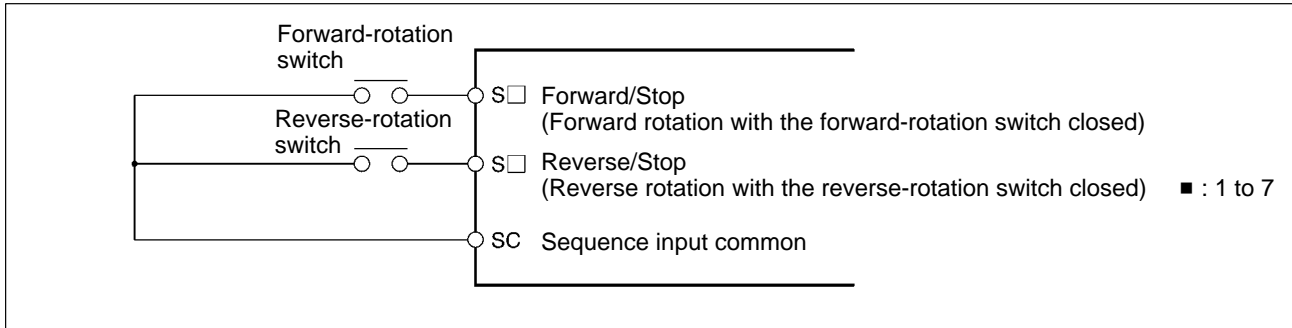 Forward-rotation
switch
S□ Forward/Stop
(Forward rotation with the forward-rotation switch closed)
Reverse-rotation
switch
S□ Reverse/Stop
(Reverse rotation with the reverse-rotation switch closed) ■ : 1 to 7
SC Sequence input common